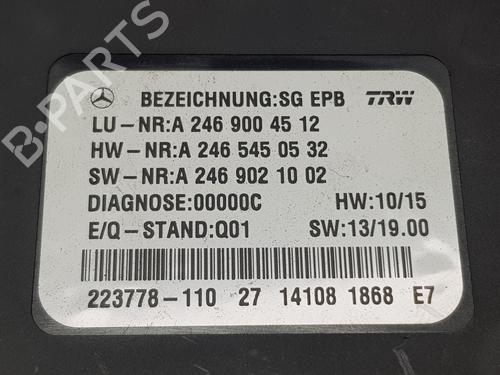 BEZEICHNUNG:SG EPB TRW
LU-NR:A 246 900 45 12
HW-NR:A 246 545 05 32
SW-NR:A 246 902 10 02
DIAGNOSE:00000C HW:10/15
E/Q-STAND:Q01 SW:13/19.00
223778-110 27 14108 1868 E7